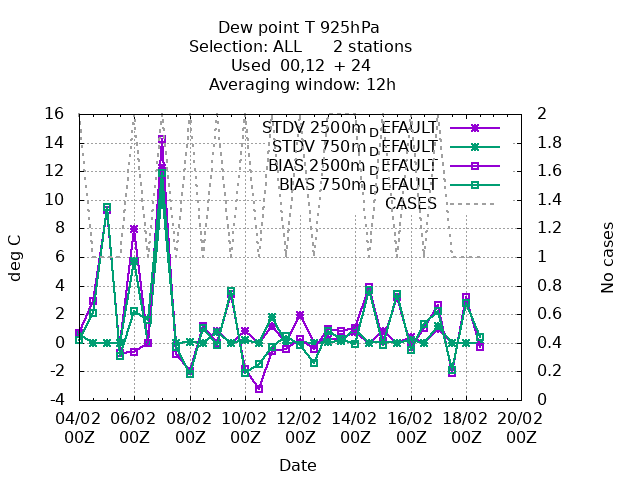 Dew point T 925hPa
Selection: ALL 2 stations
Used 00,12 + 24
Averaging window: 12h
STDV 2500m_DEFAULT
STDV 750m_DEFAULT
BIAS 2500m_DEFAULT
BIAS 750m_DEFAULT
CASES
deg C
16
14
12
10
8
6
4
2
0
-2
-4
2
1.8
1.6
1.4
1.2
1
0.8
0.6
0.4
0.2
0
No cases
04/02 06/02 08/02 10/02 12/02 14/02 16/02 18/02 20/02
00Z 00Z 00Z 00Z 00Z 00Z 00Z 00Z 00Z
Date